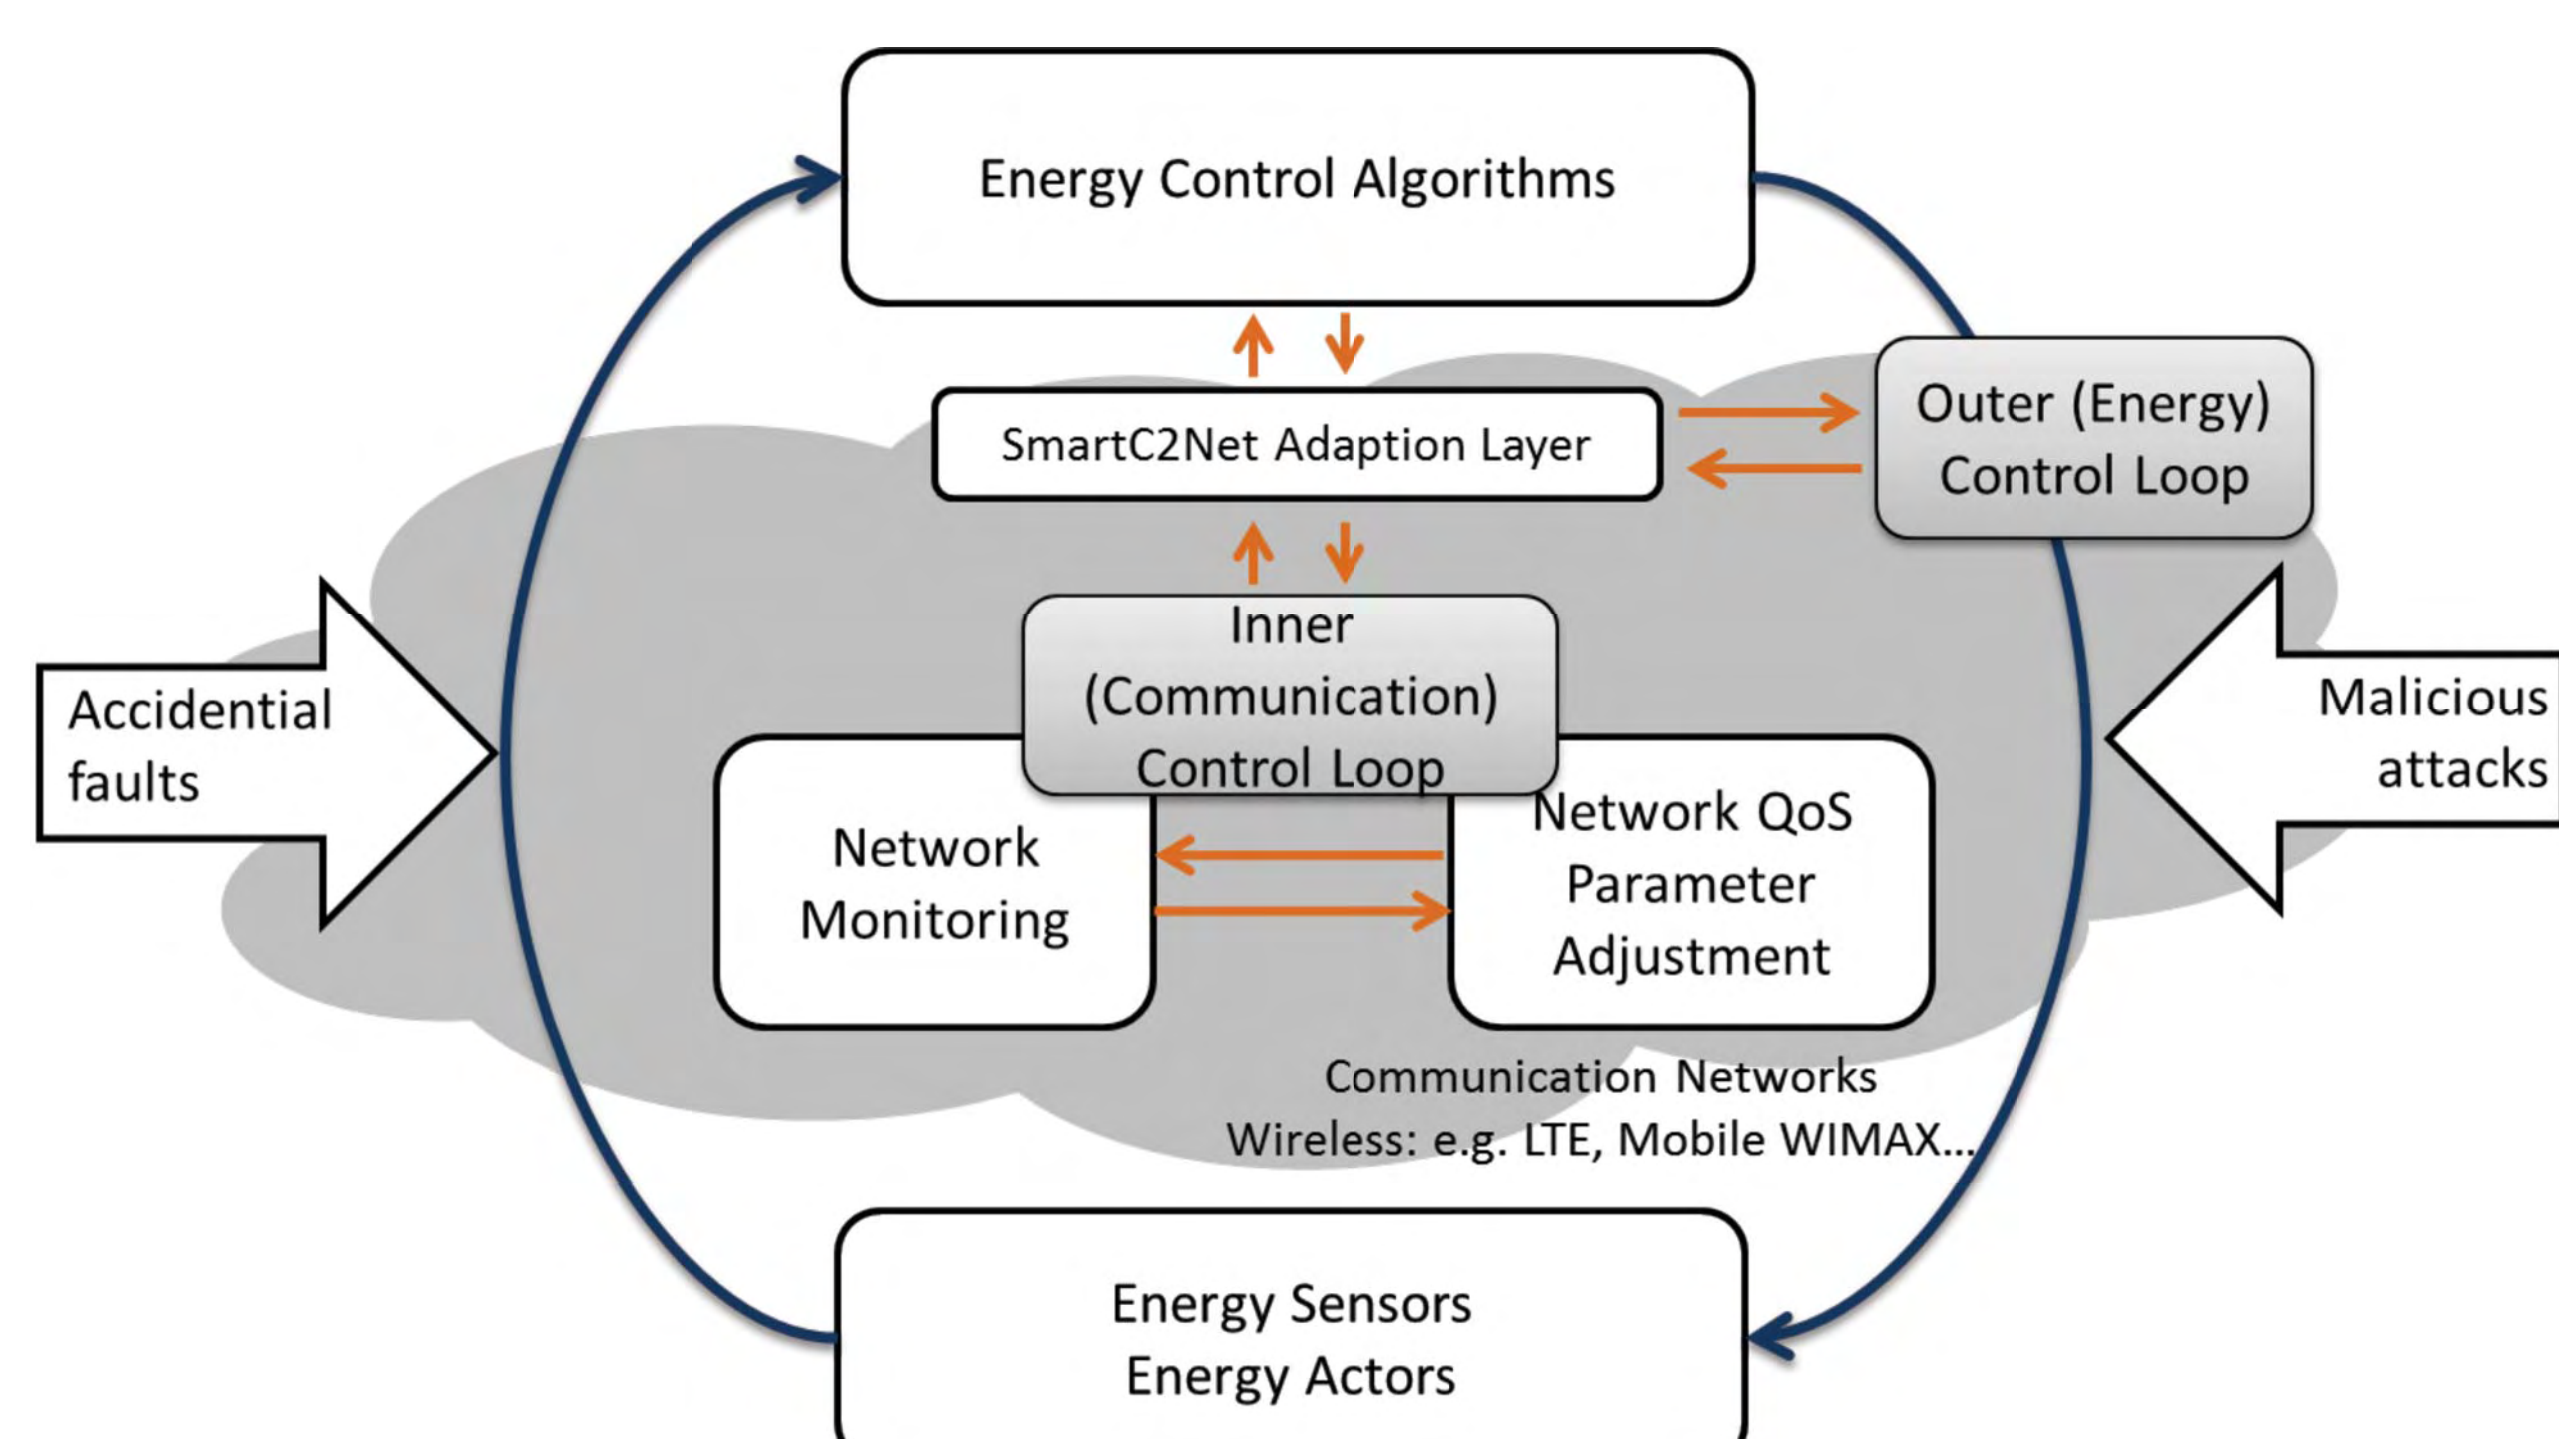 Energy Control Algorithms
SmartC2Net Adaption Layer
Outer (Energy)
Control Loop
Inner
(Communication)
Control Loop
Accidential
faults
Malicious
attacks
Network
Monitoring
Network QoS
Parameter
Adjustment
Communication Networks
Wireless: e.g. LTE, Mobile WIMAX...
Energy Sensors
Energy Actors